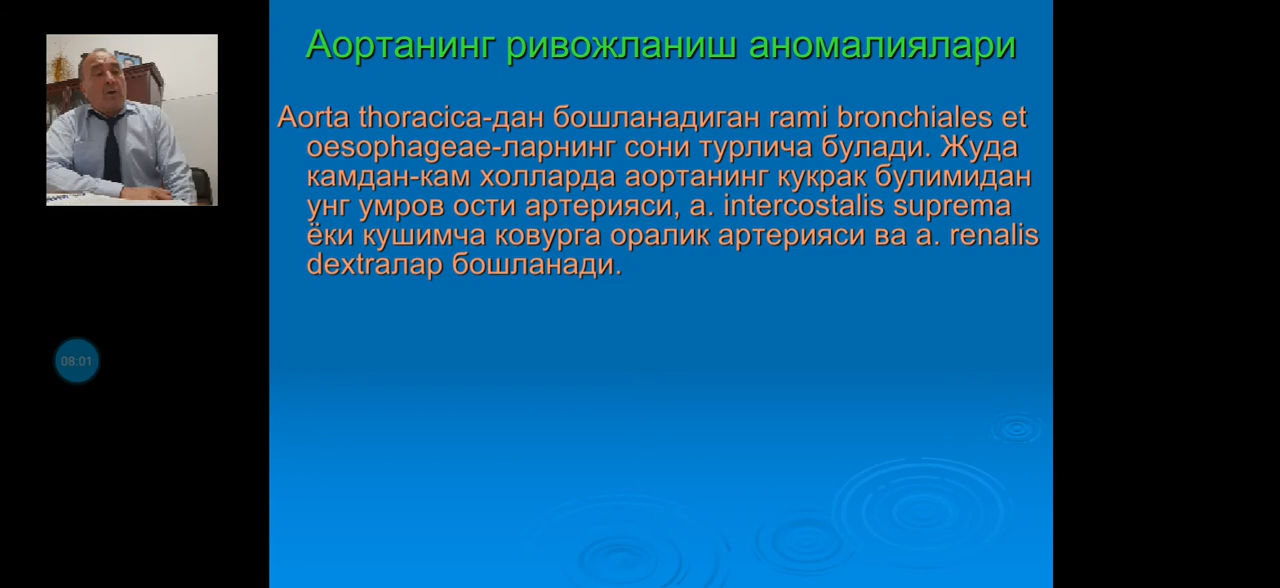 Аортанинг ривожланиш аномалиялари
Aorta thoracica-дан бошланадиган rami bronchiales et
oesophageae-ларнинг сони турлича булади. Жуда
камдан-кам холларда аортанинг кукрак булимидан
унг умров ости артерияси, a. intercostalis suprema
ёки кушимча ковурга оралик артерияси ва a. renalis
dextraлар бошланади.
08:01